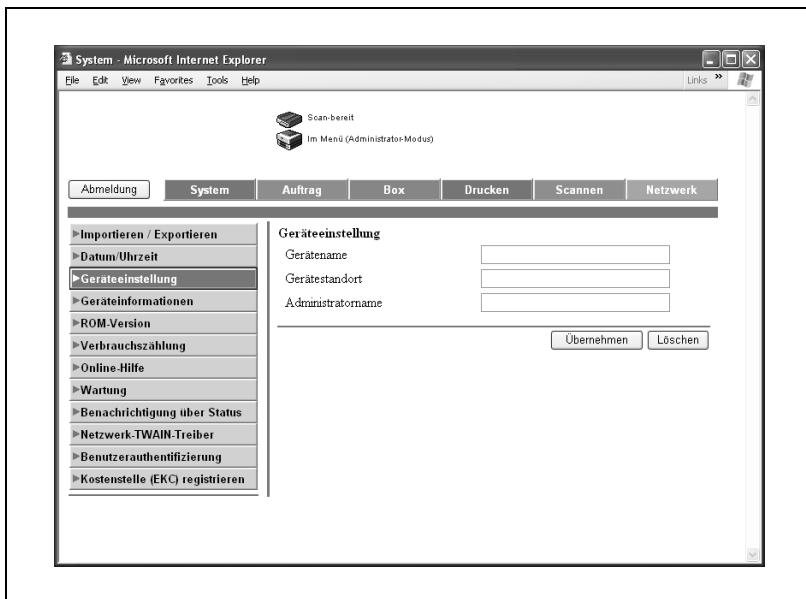 System - Microsoft Internet Explorer
File Edit View Favorites Tools Help
Links »
Scan-bereit
Im Menü (Administrator-Modus)
Abmeldung System Auftrag Box Drucken Scannen Netzwerk
Importieren / Exportieren
Datum/Uhrzeit
Geräteeinstellung
Geräteinformationen
ROM-Version
Verbrauchszählung
Online-Hilfe
Wartung
Benachrichtigung über Status
Netzwerk-TWAIN-Treiber
Benutzerauthentifizierung
Kostenstelle (EKC) registrieren
Geräteeinstellung
Gerätename
Gerätestandort
Administratorname
Übernehmen Löschen